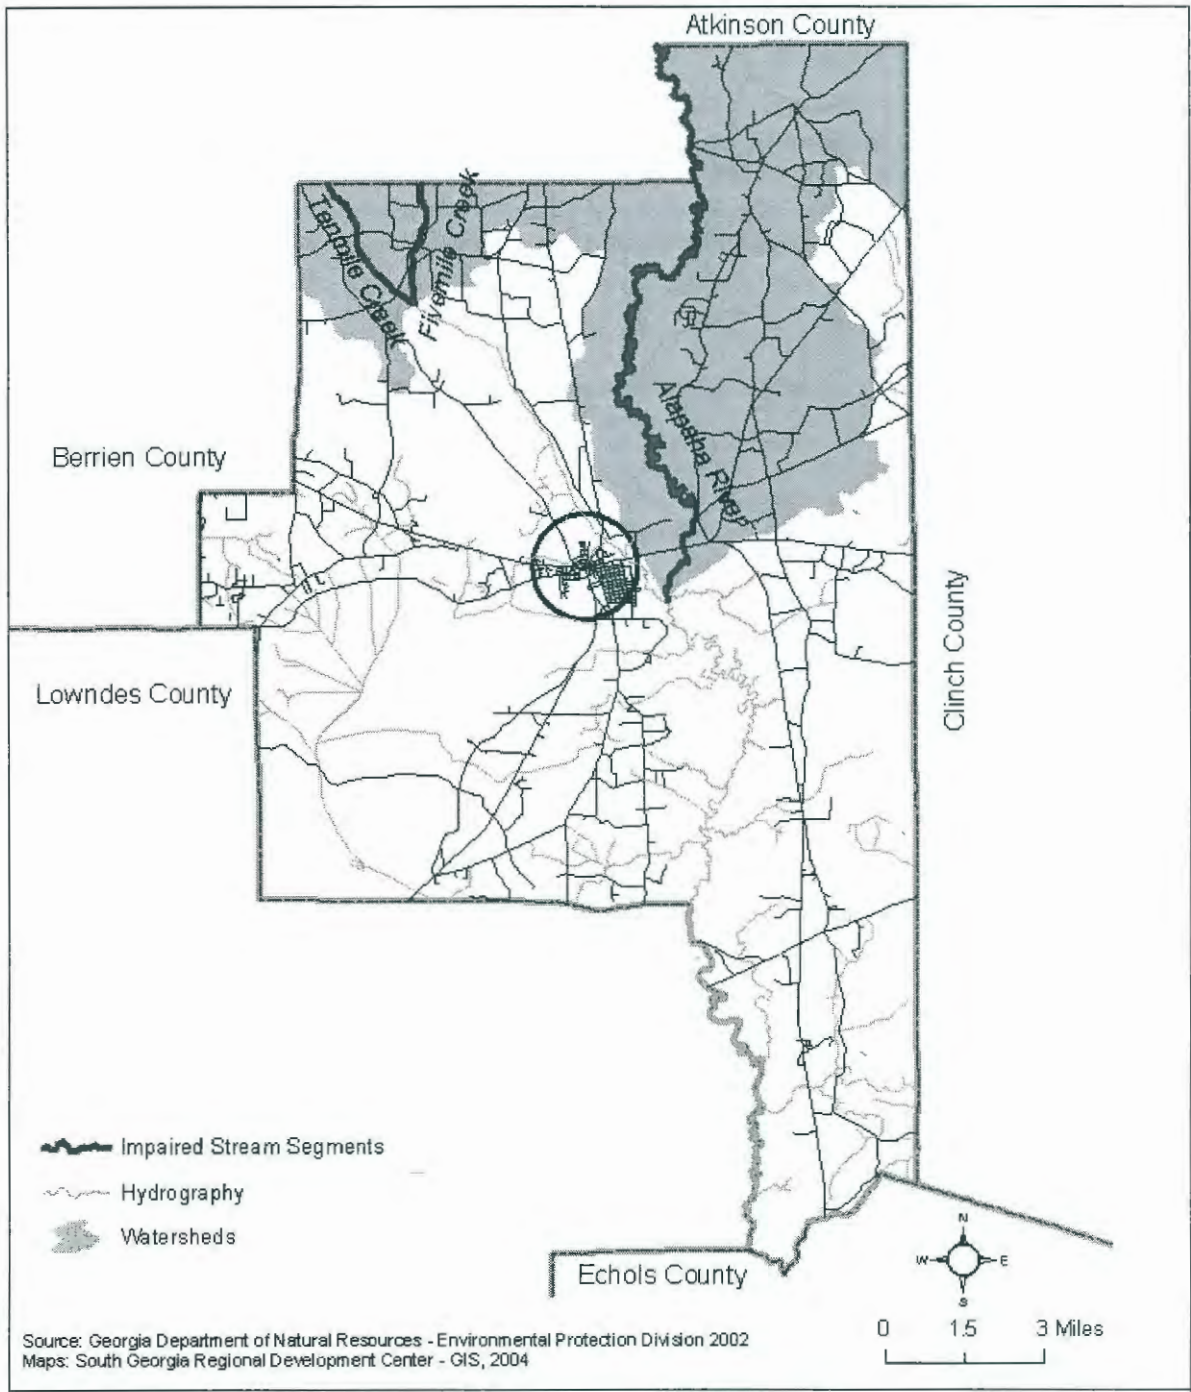 Atkinson County
Tenmile Creek
Fivemile Creek
Alapaha River
Berrien County
Lowndes County
Clinch County
Impaired Stream Segments
Hydrography
Watersheds
Echols County
N
W
E
S
0 1.5 3 Miles
Source: Georgia Department of Natural Resources - Environmental Protection Division 2002
Maps: South Georgia Regional Development Center - GIS, 2004